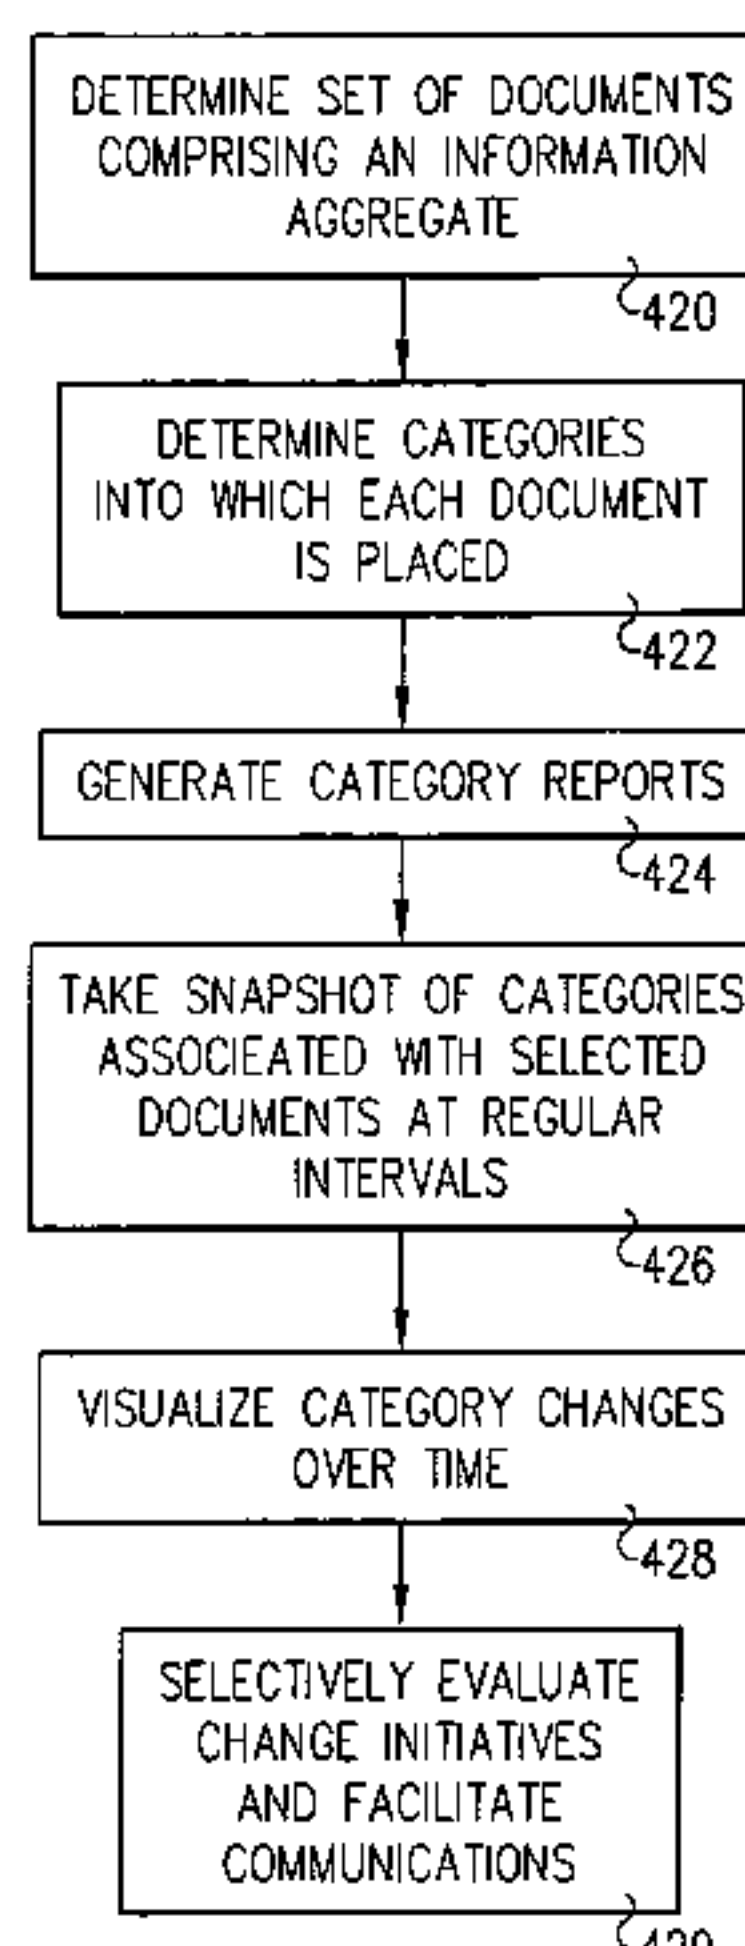 DETERMINE SET OF DOCUMENTS
COMPRISING AN INFORMATION
AGGREGATE
420
DETERMINE CATEGORIES
INTO WHICH EACH DOCUMENT
IS PLACED
422
GENERATE CATEGORY REPORTS
424
TAKE SNAPSHOT OF CATEGORIES
ASSOCIEATED WITH SELECTED
DOCUMENTS AT REGULAR
INTERVALS
426
VISUALIZE CATEGORY CHANGES
OVER TIME
428
SELECTIVELY EVALUATE
CHANGE INITIATIVES
AND FACILITATE
COMMUNICATIONS